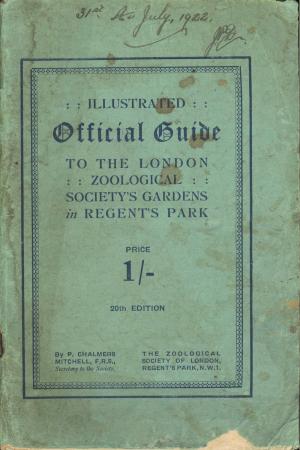 31st July, 1922.
: : ILLUSTRATED : :
Official Guide
TO THE LONDON
: : ZOOLOGICAL : :
SOCIETY'S GARDENS
in REGENT'S PARK
PRICE
1/-
20th EDITION
By P. CHALMERS
MITCHELL, F.R.S.,
Secretary to the Society.
THE ZOOLOGICAL
SOCIETY OF LONDON,
REGENT'S PARK, N.W.1.